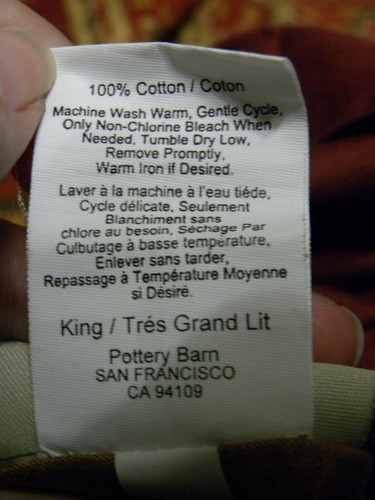 100% Cotton / Coton
Machine Wash Warm, Gentle Cycle,
Only Non-Chlorine Bleach When
Needed, Tumble Dry Low,
Remove Promptly,
Warm Iron if Desired.
Laver à la machine à l'eau tiéde,
Cycle délicate, Seulement
Blanchiment sans
chlore au besoin, Séchage Par
Culbutage à basse température,
Enlever sans tarder,
Repassage à Température Moyenne
si Désiré.
King / Trés Grand Lit
Pottery Barn
SAN FRANCISCO
CA 94109